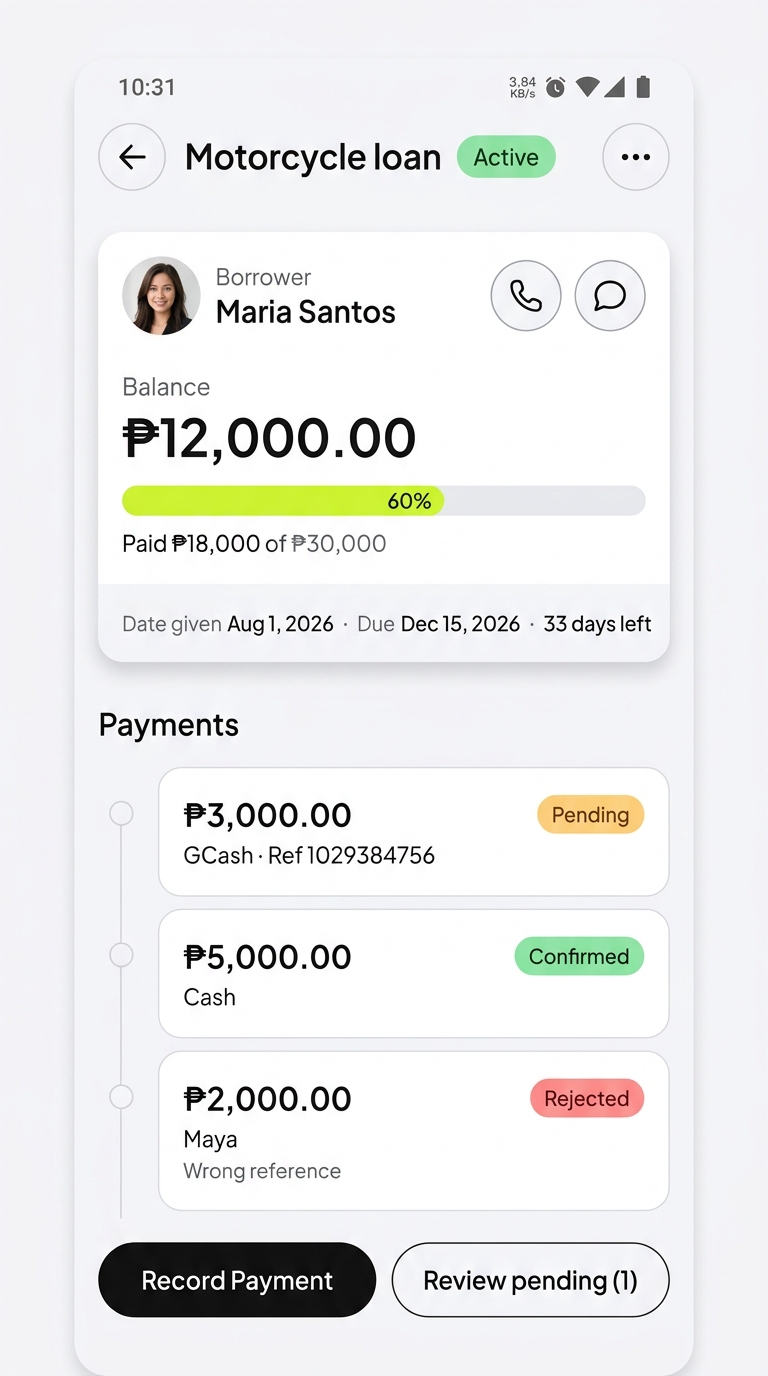 10:31
3.84 KB/s
Motorcycle loan
Active
Borrower
Maria Santos
Balance
₱12,000.00
60%
Paid ₱18,000 of ₱30,000
Date given Aug 1, 2026 · Due Dec 15, 2026 · 33 days left
Payments
₱3,000.00
Pending
GCash · Ref 1029384756
₱5,000.00
Confirmed
Cash
₱2,000.00
Rejected
Maya
Wrong reference
Record Payment
Review pending (1)